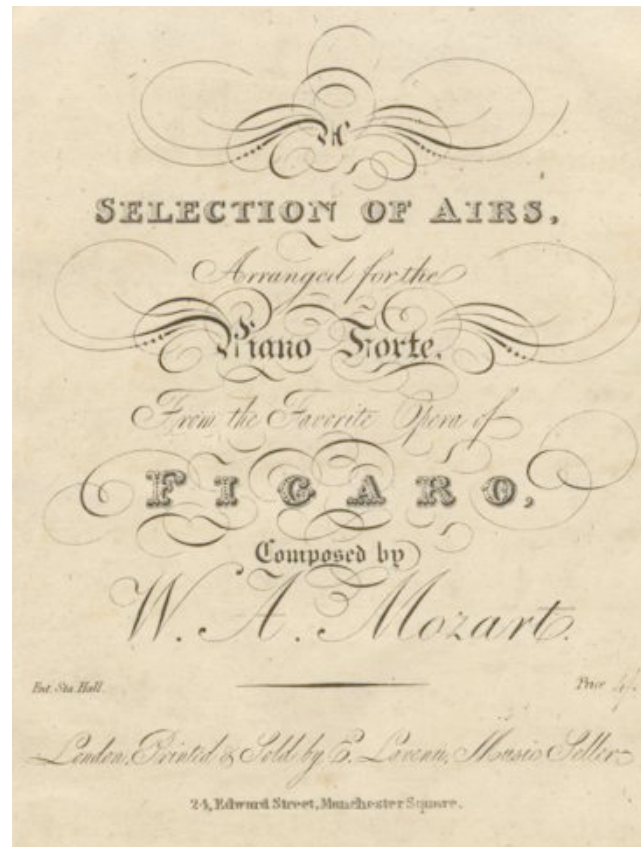 A
SELECTION OF AIRS,
Arranged for the
Piano Forte,
From the Favorite Opera of
FIGARO,
Composed by
W. A. Mozart.
Ent. Sta. Hall.
Price 4/.
London, Printed & Sold by E. Lavenu, Music Seller
24, Edward Street, Manchester Square.